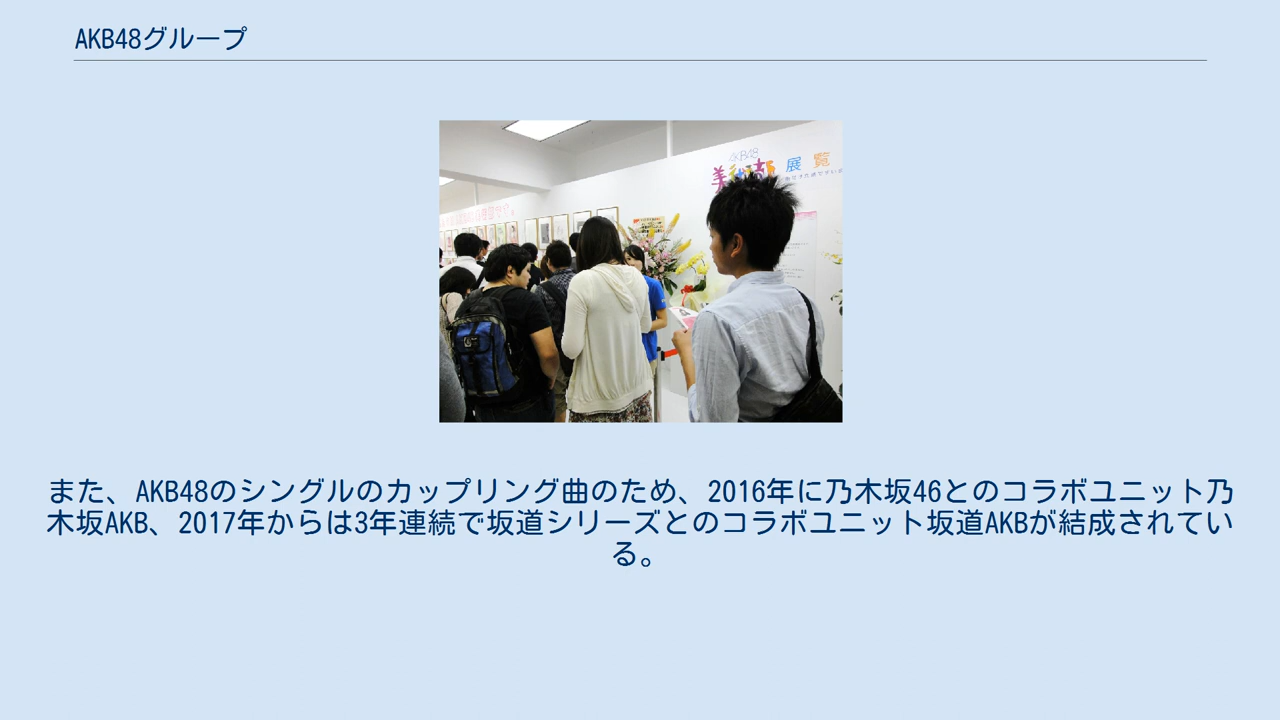 AKB48グループ
AKB48
美術部 展覧
また、AKB48のシングルのカップリング曲のため、2016年に乃木坂46とのコラボユニット乃
木坂AKB、2017年からは3年連続で坂道シリーズとのコラボユニット坂道AKBが結成されてい
る。